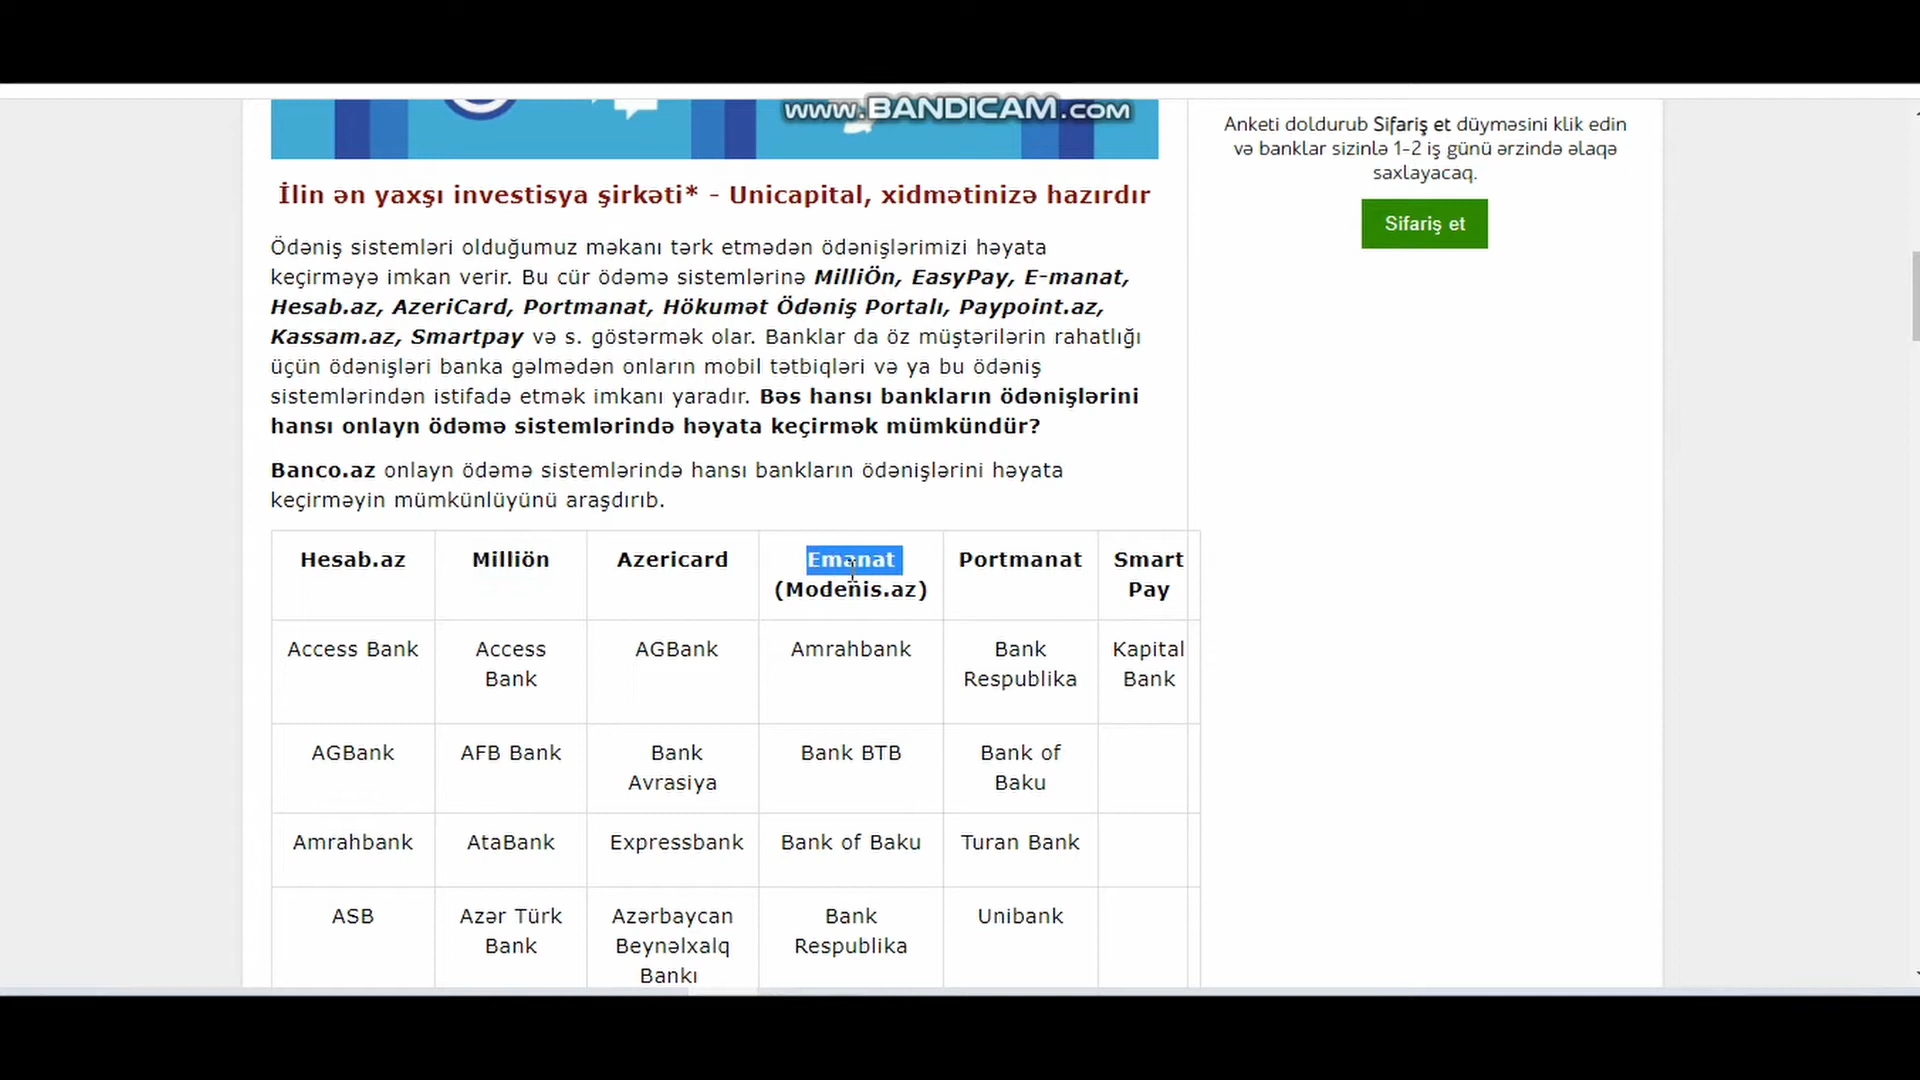 www.BANDICAM.com
Anketi doldurub Sifariş et düyməsini klik edin
və banklar sizinlə 1-2 iş günü ərzində əlaqə
saxlayacaq.
Sifariş et
İlin ən yaxşı investisya şirkəti* - Unicapital, xidmətinizə hazırdır
Ödəniş sistemləri olduğumuz məkanı tərk etmədən ödənişlərimizi həyata
keçirməyə imkan verir. Bu cür ödəmə sistemlərinə MilliÖn, EasyPay, E-manat,
Hesab.az, AzeriCard, Portmanat, Hökumət Ödəniş Portalı, Paypoint.az,
Kassam.az, Smartpay və s. göstərmək olar. Banklar da öz müştərilərin rahatlığı
üçün ödənişləri banka gəlmədən onların mobil tətbiqləri və ya bu ödəniş
sistemlərindən istifadə etmək imkanı yaradır. Bəs hansı bankların ödənişlərini
hansı onlayn ödəmə sistemlərində həyata keçirmək mümkündür?
Banco.az onlayn ödəmə sistemlərində hansı bankların ödənişlərini həyata
keçirməyin mümkünlüyünü araşdırıb.
Hesab.az Milliön Azericard Emanat Portmanat Smart
(Modenis.az) Pay
Access Bank Access AGBank Amrahbank Bank Kapital
Bank Respublika Bank
AGBank AFB Bank Bank Bank BTB Bank of
Avrasiya Baku
Amrahbank AtaBank Expressbank Bank of Baku Turan Bank
ASB Azər Türk Azərbaycan Bank Unibank
Bank Beynəlxalq Respublika
Bankı